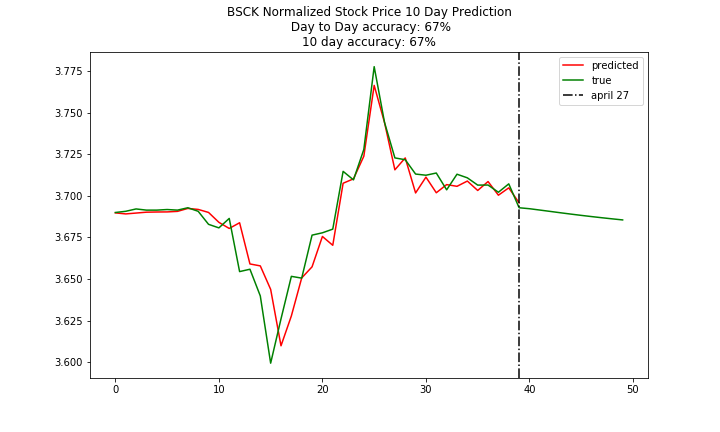 BSCK Normalized Stock Price 10 Day Prediction
Day to Day accuracy: 67%
10 day accuracy: 67%
predicted
true
april 27
3.775
3.750
3.725
3.700
3.675
3.650
3.625
3.600
0 10 20 30 40 50